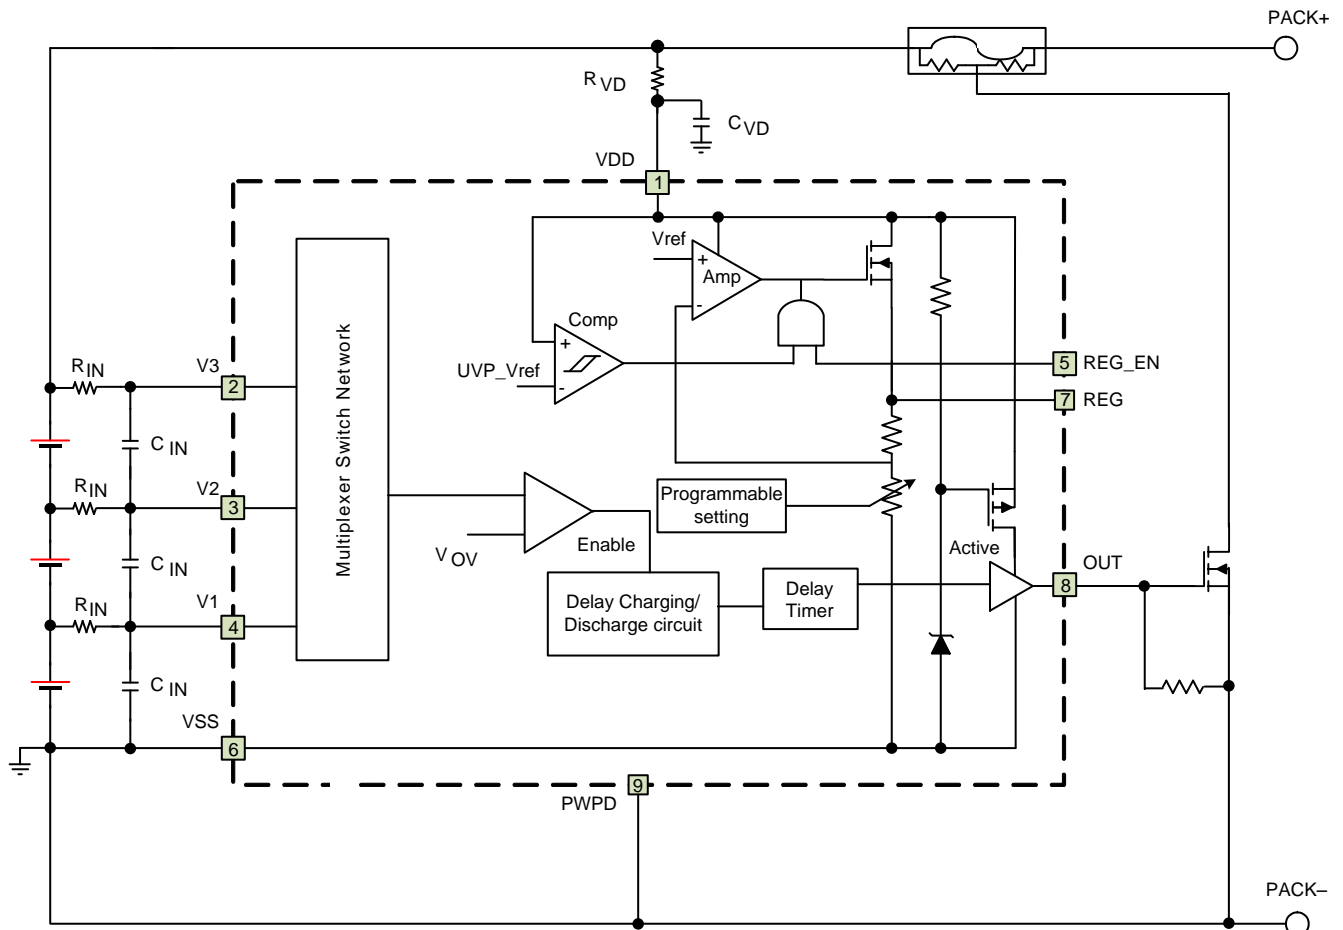 PACK+
R VD
C VD
VDD
1
Vref
+
Amp
-
Comp
+
UVP_Vref
-
5 REG_EN
7 REG
Multiplexer Switch Network
R IN
V3
2
C IN
R IN
V2
3
C IN
R IN
V1
4
C IN
VSS
6
Programmable
setting
V OV
Enable
Active
OUT
8
Delay Charging/
Discharge circuit
Delay
Timer
9
PWPD
PACK–